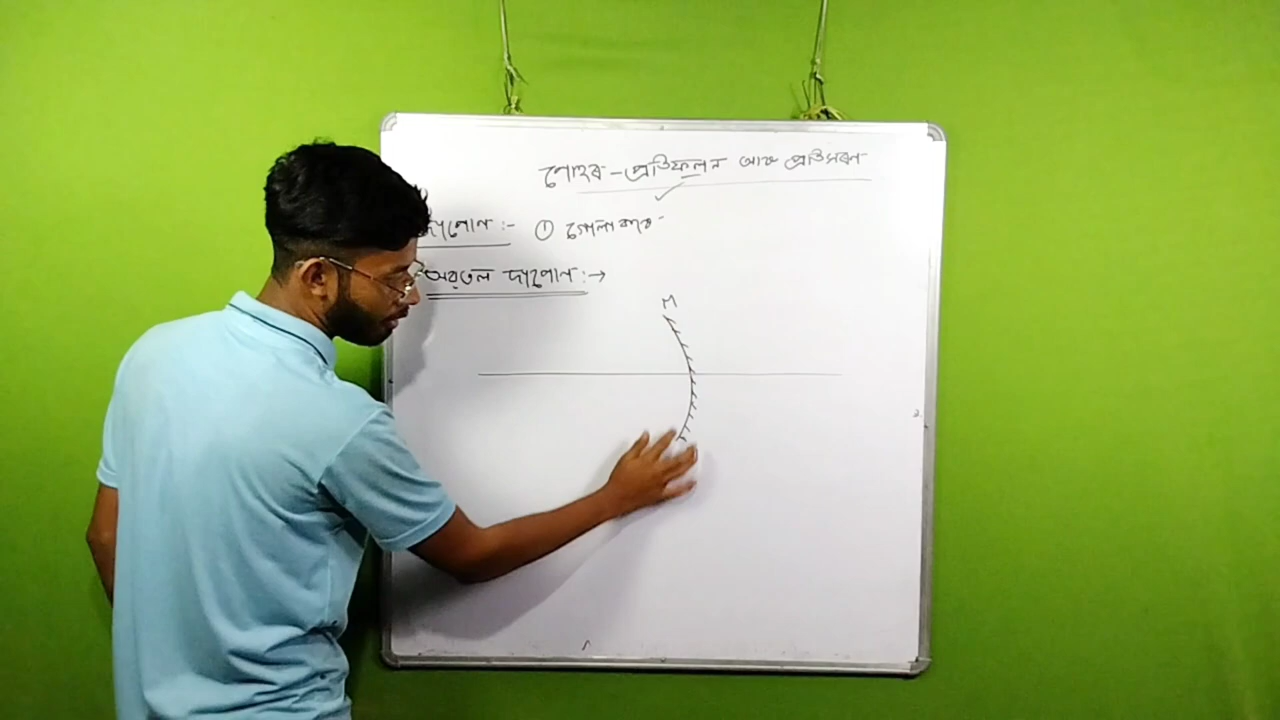 পোহৰ - প্ৰতিফলন আৰু প্ৰতিসৰণ
দাপোন :- ① গোলাকাৰ
অৱতল দাপোন :→
M